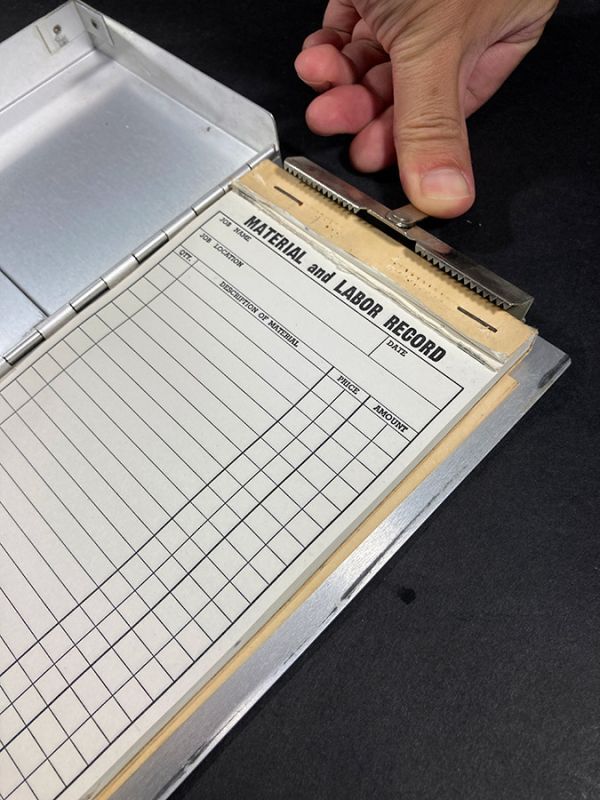 MATERIAL and LABOR RECORD
JOB NAME
DATE
JOB LOCATION
QTY.
DESCRIPTION OF MATERIAL
PRICE
AMOUNT